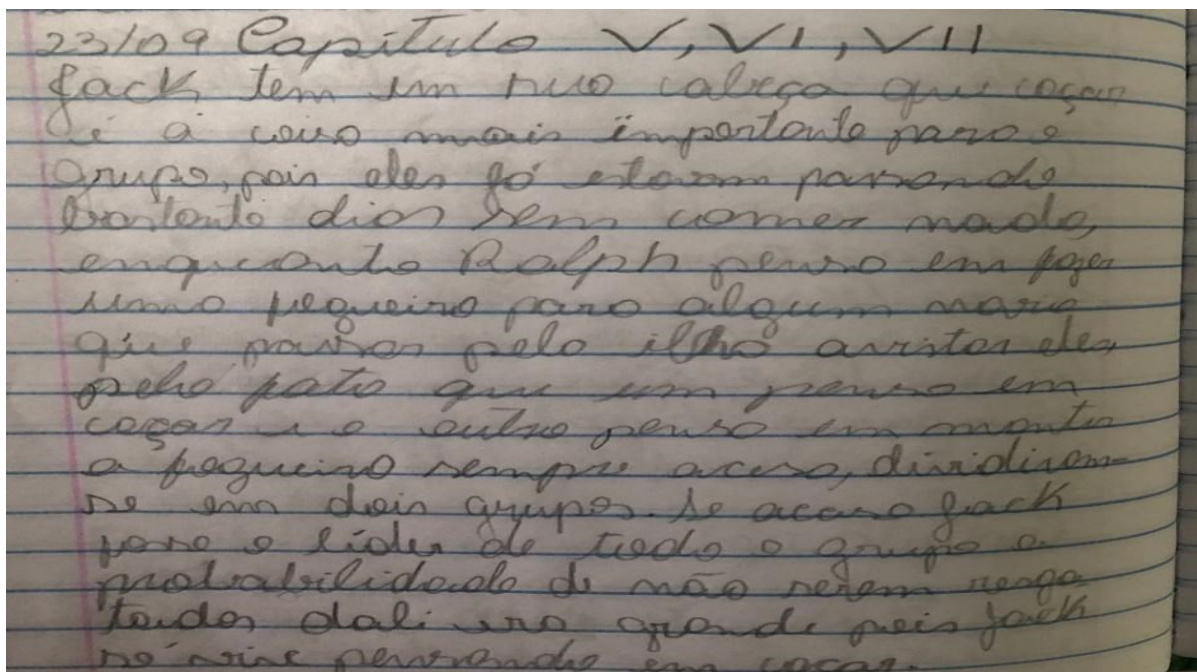 23/09 Capitulo V, VI, VII
Jack tem em sua cabeça que caçar
é a coisa mais importante para o
grupo, pois eles já estavam passando
bastante dias sem comer nada,
enquanto Ralph pensa em fazer
uma fogueira para algum navio
que passar pela ilha avistar eles,
pelo fato que um pensa em
caçar e o outro pensa em manter
a fogueira sempre acesa, dividiram-
se em dois grupos. Se acaso Jack
fosse o líder de todo o grupo a
probabilidade de não serem resga
tados dali era grande pois Jack
só vive pensando em caçar.